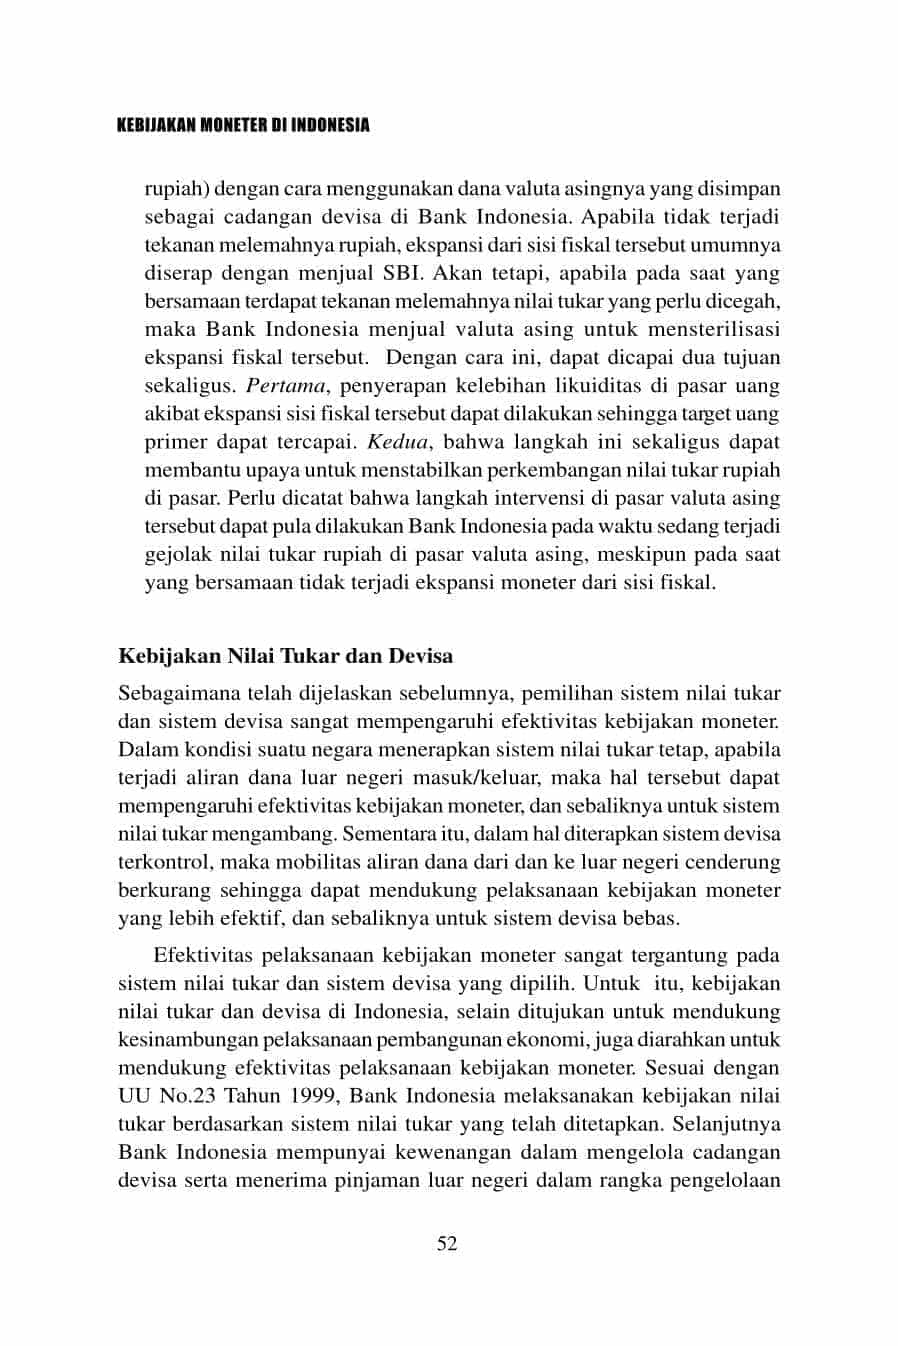 KEBIJAKAN MONETER DI INDONESIA
rupiah) dengan cara menggunakan dana valuta asingnya yang disimpan
sebagai cadangan devisa di Bank Indonesia. Apabila tidak terjadi
tekanan melemahnya rupiah, ekspansi dari sisi fiskal tersebut umumnya
diserap dengan menjual SBI. Akan tetapi, apabila pada saat yang
bersamaan terdapat tekanan melemahnya nilai tukar yang perlu dicegah,
maka Bank Indonesia menjual valuta asing untuk mensterilisasi
ekspansi fiskal tersebut.  Dengan cara ini, dapat dicapai dua tujuan
sekaligus. Pertama, penyerapan kelebihan likuiditas di pasar uang
akibat ekspansi sisi fiskal tersebut dapat dilakukan sehingga target uang
primer dapat tercapai. Kedua, bahwa langkah ini sekaligus dapat
membantu upaya untuk menstabilkan perkembangan nilai tukar rupiah
di pasar. Perlu dicatat bahwa langkah intervensi di pasar valuta asing
tersebut dapat pula dilakukan Bank Indonesia pada waktu sedang terjadi
gejolak nilai tukar rupiah di pasar valuta asing, meskipun pada saat
yang bersamaan tidak terjadi ekspansi moneter dari sisi fiskal.
Kebijakan Nilai Tukar dan Devisa
Sebagaimana telah dijelaskan sebelumnya, pemilihan sistem nilai tukar
dan sistem devisa sangat mempengaruhi efektivitas kebijakan moneter.
Dalam kondisi suatu negara menerapkan sistem nilai tukar tetap, apabila
terjadi aliran dana luar negeri masuk/keluar, maka hal tersebut dapat
mempengaruhi efektivitas kebijakan moneter, dan sebaliknya untuk sistem
nilai tukar mengambang. Sementara itu, dalam hal diterapkan sistem devisa
terkontrol, maka mobilitas aliran dana dari dan ke luar negeri cenderung
berkurang sehingga dapat mendukung pelaksanaan kebijakan moneter
yang lebih efektif, dan sebaliknya untuk sistem devisa bebas.
Efektivitas pelaksanaan kebijakan moneter sangat tergantung pada
sistem nilai tukar dan sistem devisa yang dipilih. Untuk  itu, kebijakan
nilai tukar dan devisa di Indonesia, selain ditujukan untuk mendukung
kesinambungan pelaksanaan pembangunan ekonomi, juga diarahkan untuk
mendukung efektivitas pelaksanaan kebijakan moneter. Sesuai dengan
UU No.23 Tahun 1999, Bank Indonesia melaksanakan kebijakan nilai
tukar berdasarkan sistem nilai tukar yang telah ditetapkan. Selanjutnya
Bank Indonesia mempunyai kewenangan dalam mengelola cadangan
devisa serta menerima pinjaman luar negeri dalam rangka pengelolaan
52